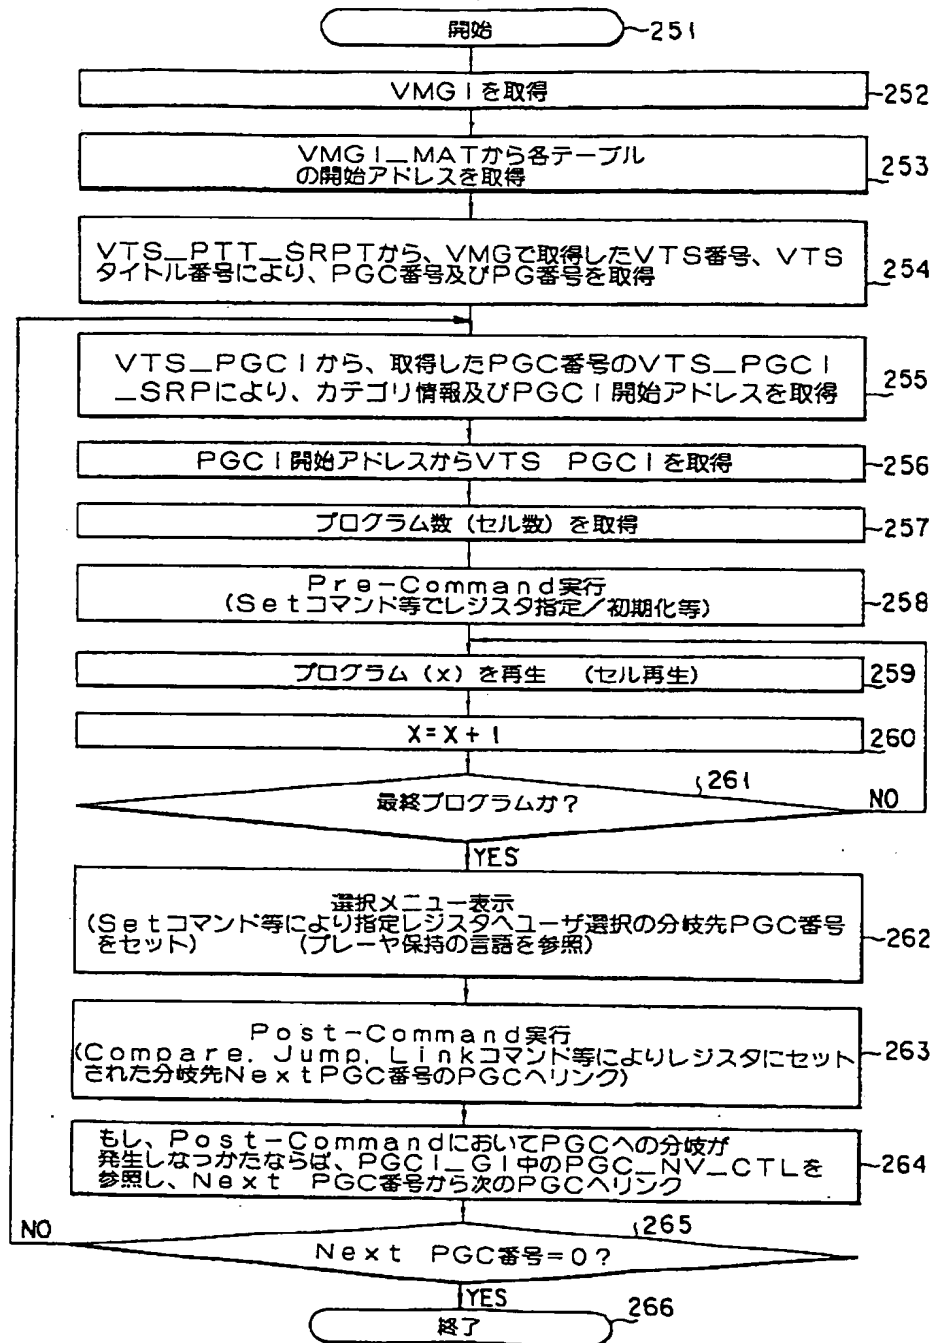 開始
251
VMGIを取得
252
VMGI_MATから各テーブル
の開始アドレスを取得
253
VTS_PTT_SRPTから、VMGで取得したVTS番号、VTS
タイトル番号により、PGC番号及びPG番号を取得
254
VTS_PGCIから、取得したPGC番号のVTS_PGCI
_SRPにより、カテゴリ情報及びPGCI開始アドレスを取得
255
PGCI開始アドレスからVTS PGCIを取得
256
プログラム数(セル数)を取得
257
Pre-Command実行
(Setコマンド等でレジスタ指定/初期化等)
258
プログラム(x)を再生 (セル再生)
259
X=X+1
260
261
最終プログラムか?
NO
YES
選択メニュー表示
(Setコマンド等により指定レジスタへユーザ選択の分岐先PGC番号
をセット) (プレーヤ保持の言語を参照)
262
Post-Command実行
(Compare, Jump, Linkコマンド等によりレジスタにセット
された分岐先NextPGC番号のPGCへリンク)
263
もし、Post-CommandにおいてPGCへの分岐が
発生しなつかたならば、PGCI_GI中のPGC_NV_CTLを
参照し、Next PGC番号から次のPGCへリンク
264
NO
265
Next PGC番号=0?
YES
266
終了